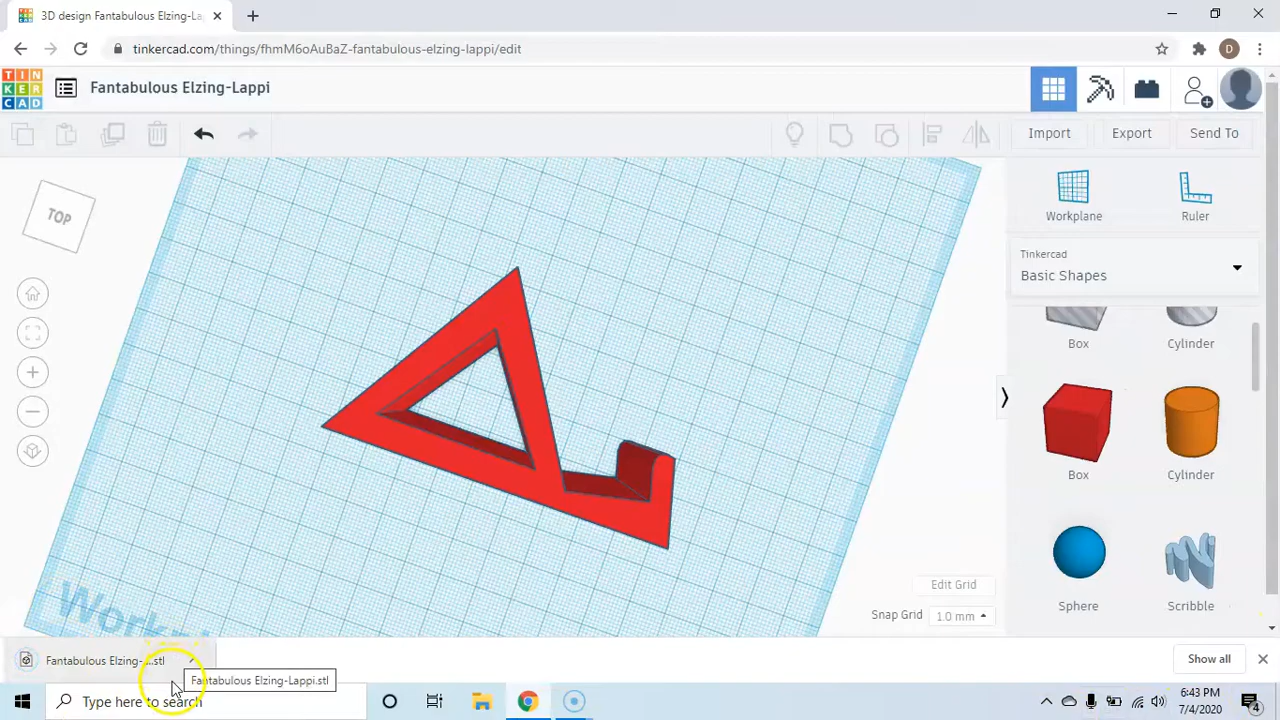 3D design Fantabulous Elzing-La
tinkercad.com/things/fhmM6oAuBaZ-fantabulous-elzing-lappi/edit
D
TIN
KER
CAD
Fantabulous Elzing-Lappi
Import
Export
Send To
TOP
Workplane
Ruler
Tinkercad
Basic Shapes
Box
Cylinder
Box
Cylinder
Sphere
Scribble
Edit Grid
Snap Grid
1.0 mm
Fantabulous Elzing-...stl
Fantabulous Elzing-Lappi.stl
Show all
Type here to search
6:43 PM
7/4/2020
4